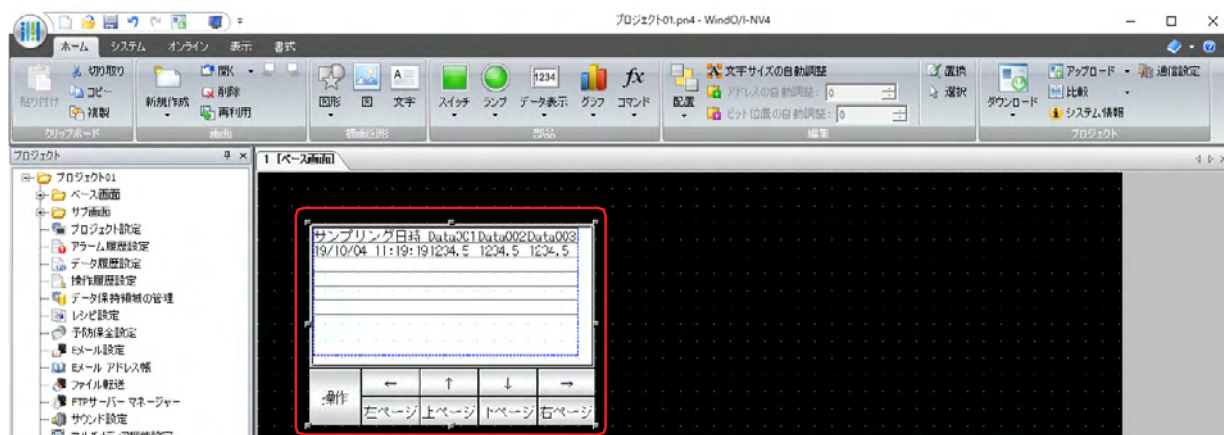 プロジェクト01.pn4 - WindO/I-NV4
ホーム システム オンライン 表示 書式
切り取り 開く 文字サイズの自動調整 置換 アップロード 通信設定
コピー 削除 アドレスの自動調整: 0 選択 比較
貼り付け 複製 新規作成 再利用 図形 図 文字 スイッチ ランプ データ表示 グラフ コマンド 配置 ビット位置の自動調整: 0 ダウンロード システム情報
1234
fx
クリップボード 画面 描画図形 部品 編集 プロジェクト
プロジェクト
1 [ベース画面]
プロジェクト01
ベース画面
サブ画面
プロジェクト設定
アラーム履歴設定
データ履歴設定
操作履歴設定
データ保持領域の管理
レシピ設定
予防保全設定
Eメール設定
Eメール アドレス帳
ファイル転送
FTPサーバー マネージャー
サウンド設定
サンプリング日時 Data001Data002Data003
19/10/04 11:19:191234.5 1234.5 1234.5
操作 ← ↑ ↓ →
左ページ 上ページ 下ページ 右ページ